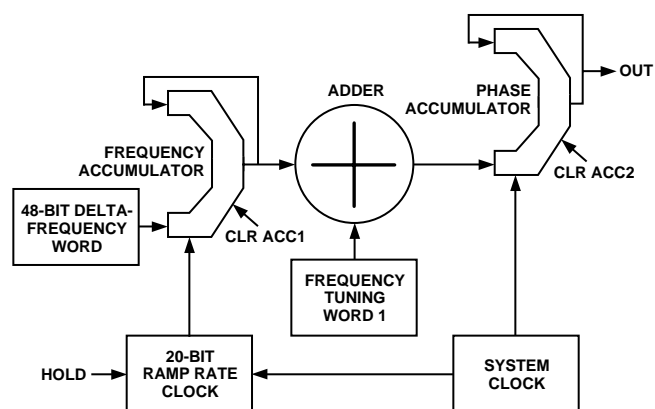 OUT
ADDER
PHASE
ACCUMULATOR
FREQUENCY
ACCUMULATOR
CLR ACC2
48-BIT DELTA-
FREQUENCY
WORD
CLR ACC1
FREQUENCY
TUNING
WORD 1
HOLD
20-BIT
RAMP RATE
CLOCK
SYSTEM
CLOCK